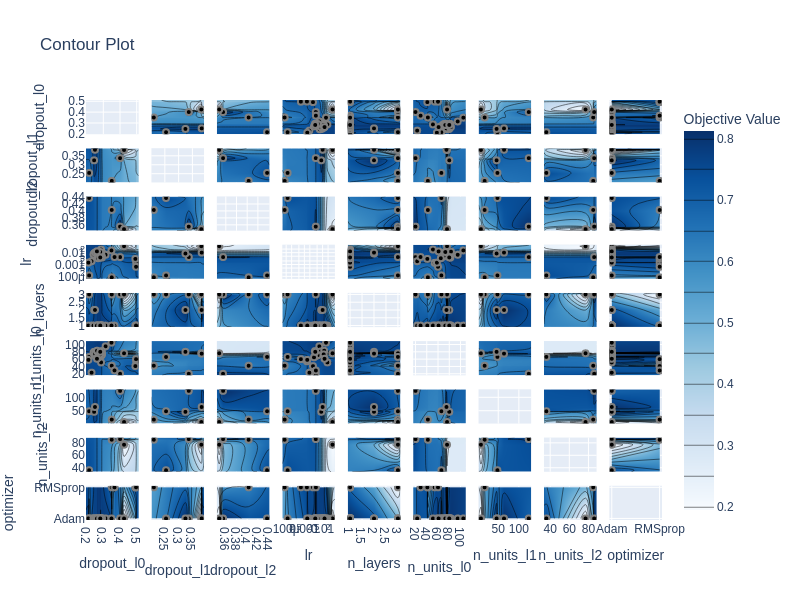 Contour Plot
Objective Value
0.8
0.7
0.6
0.5
0.4
0.3
0.2
dropout_l0
0.5
0.4
0.3
0.2
dropout_l1
0.35
0.3
0.25
dropout_l2
0.44
0.42
0.4
0.38
0.36
lr
0.01
0.001
100μ
n_layers
3
2.5
2
1.5
1
n_units_l0
100
80
60
40
20
n_units_l1
100
50
n_units_l2
80
60
40
optimizer
RMSprop
Adam
0.2
0.3
0.4
0.5
dropout_l0
0.25
0.3
0.35
dropout_l1
0.36
0.38
0.4
0.42
0.44
dropout_l2
lr
1
1.5
2
2.5
3
n_layers
20
40
60
80
100
n_units_l0
50 100
n_units_l1
40 60 80
n_units_l2
Adam RMSprop
optimizer